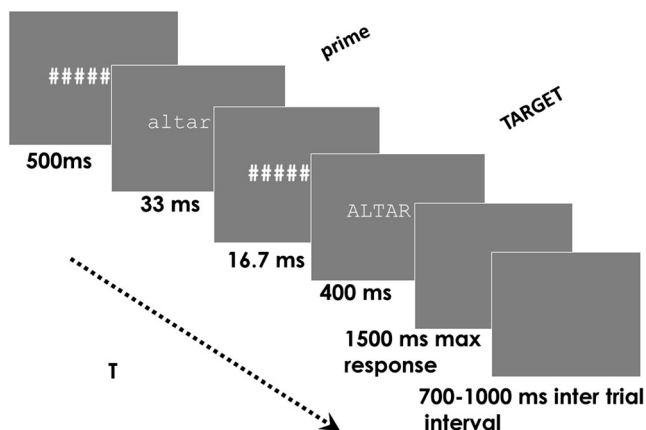 prime
#####
altar
TARGET
500ms
#####
33 ms
ALTAR
16.7 ms
400 ms
1500 ms max
response
T
700-1000 ms inter trial
interval